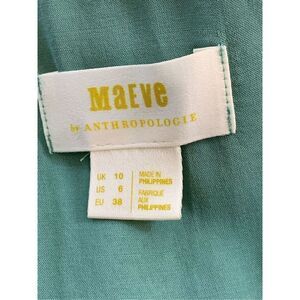 MaEVe
by ANTHROPOLOGIE
UK 10
US 6
EU 38
MADE IN
PHILIPPINES
FABRIQUÉ
AUX
PHILIPPINES